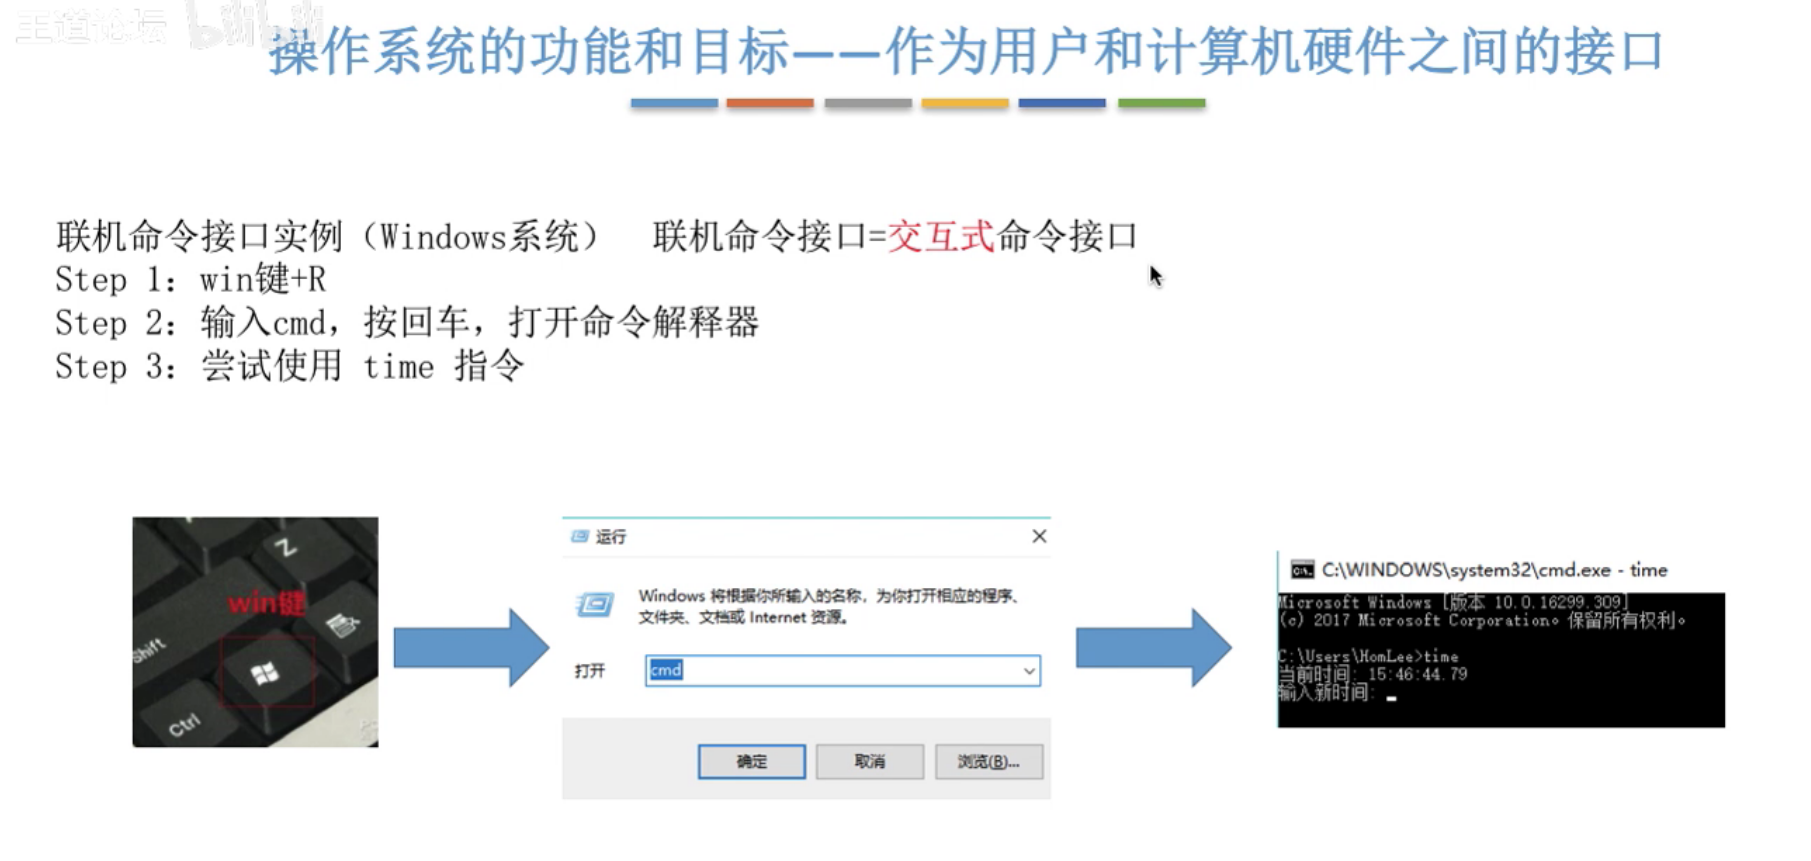 王道论坛 bilibili
操作系统的功能和目标——作为用户和计算机硬件之间的接口
联机命令接口实例（Windows系统） 联机命令接口=交互式命令接口
Step 1：win键+R
Step 2：输入cmd，按回车，打开命令解释器
Step 3：尝试使用 time 指令
Z
win键
Shift
Ctrl
运行
Windows 将根据你所输入的名称，为你打开相应的程序、
文件夹、文档或 Internet 资源。
打开
cmd
确定 取消 浏览(B)...
C:\WINDOWS\system32\cmd.exe - time
Microsoft Windows [版本 10.0.16299.309]
(c) 2017 Microsoft Corporation。保留所有权利。
C:\Users\HomLee>time
当前时间: 15:46:44.79
输入新时间: